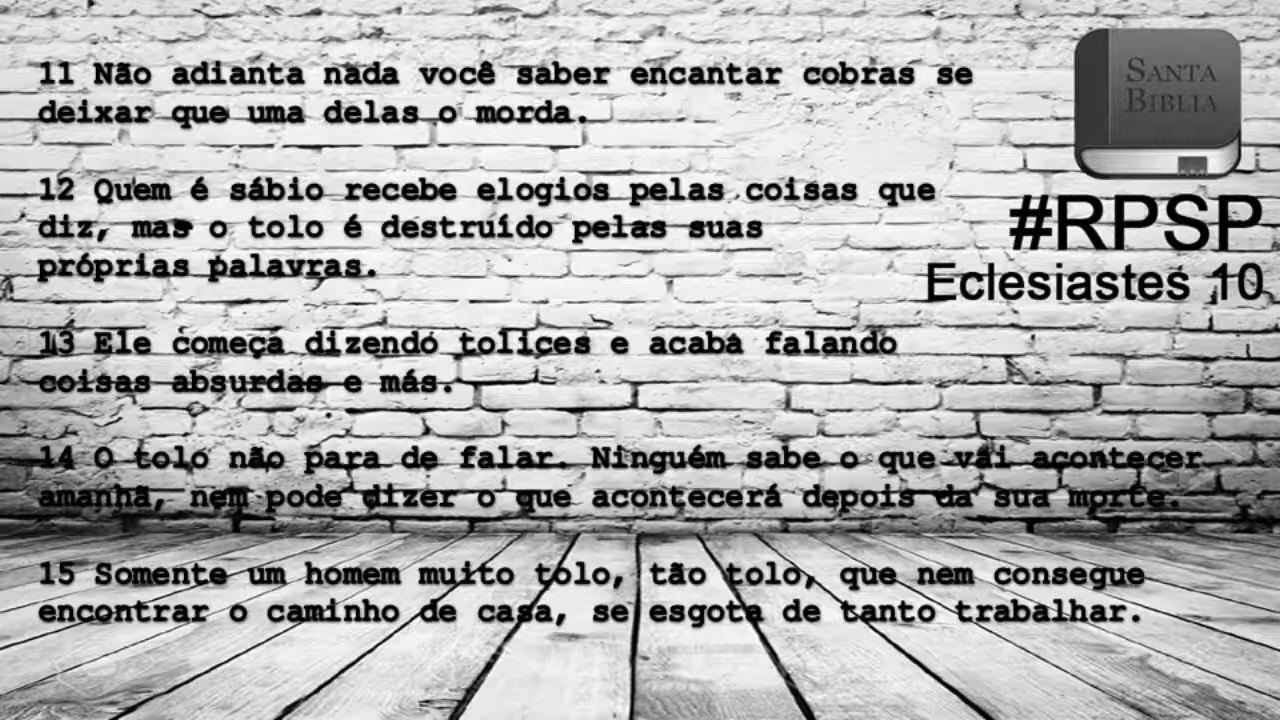 11 Não adianta nada você saber encantar cobras se
deixar que uma delas o morda.
12 Quem é sábio recebe elogios pelas coisas que
diz, mas o tolo é destruído pelas suas
próprias palavras.
13 Ele começa dizendo tolices e acaba falando
coisas absurdas e más.
14 O tolo não para de falar. Ninguém sabe o que vai acontecer
amanhã, nem pode dizer o que acontecerá depois da sua morte.
15 Somente um homem muito tolo, tão tolo, que nem consegue
encontrar o caminho de casa, se esgota de tanto trabalhar.
SANTA
BIBLIA
#RPSP
Eclesiastes 10